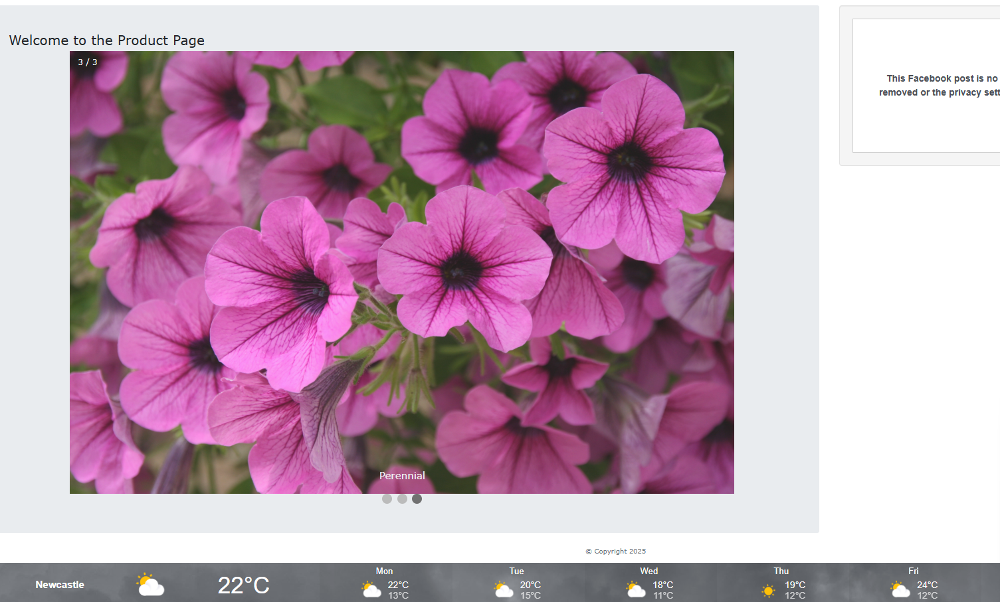 Welcome to the Product Page
3 / 3
Perennial
This Facebook post is no
removed or the privacy sett
© Copyright 2025
Newcastle
22°C
Mon
22°C
13°C
Tue
20°C
15°C
Wed
18°C
11°C
Thu
19°C
12°C
Fri
24°C
12°C